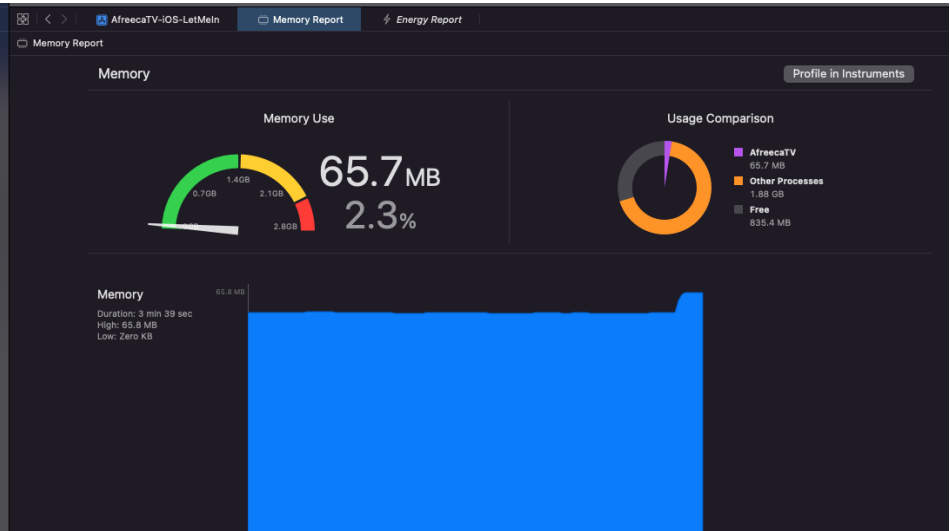 AfreecaTV-iOS-LetMeIn
Memory Report
Energy Report
Memory Report
Memory
Profile in Instruments
Memory Use
0.7GB
1.4GB
2.1GB
2.8GB
65.7MB
2.3%
Usage Comparison
AfreecaTV
65.7 MB
Other Processes
1.88 GB
Free
835.4 MB
Memory
Duration: 3 min 39 sec
High: 65.8 MB
Low: Zero KB
65.8 MB